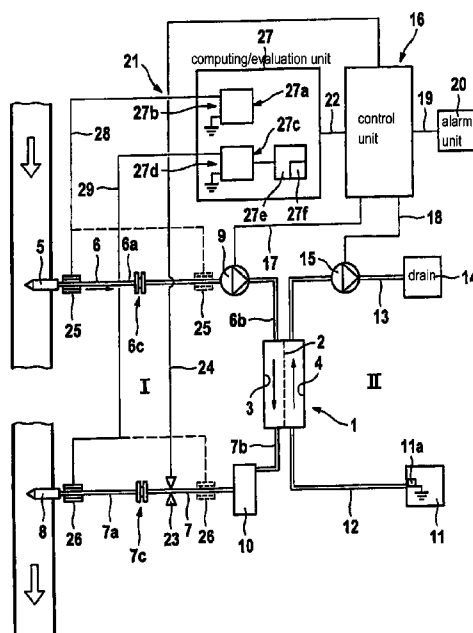 16
27
21
computing/evaluation unit
20
27a
22
19
27b
control unit
alarm unit
28
27c
29
27d
18
27e 27f
9
17
15
5 6 6a
drain
14
25 6c 25
6b
13
2
I
24
3 4
II
1
7b
11a
8
26 7a 7c 23 7 26
10
12
11